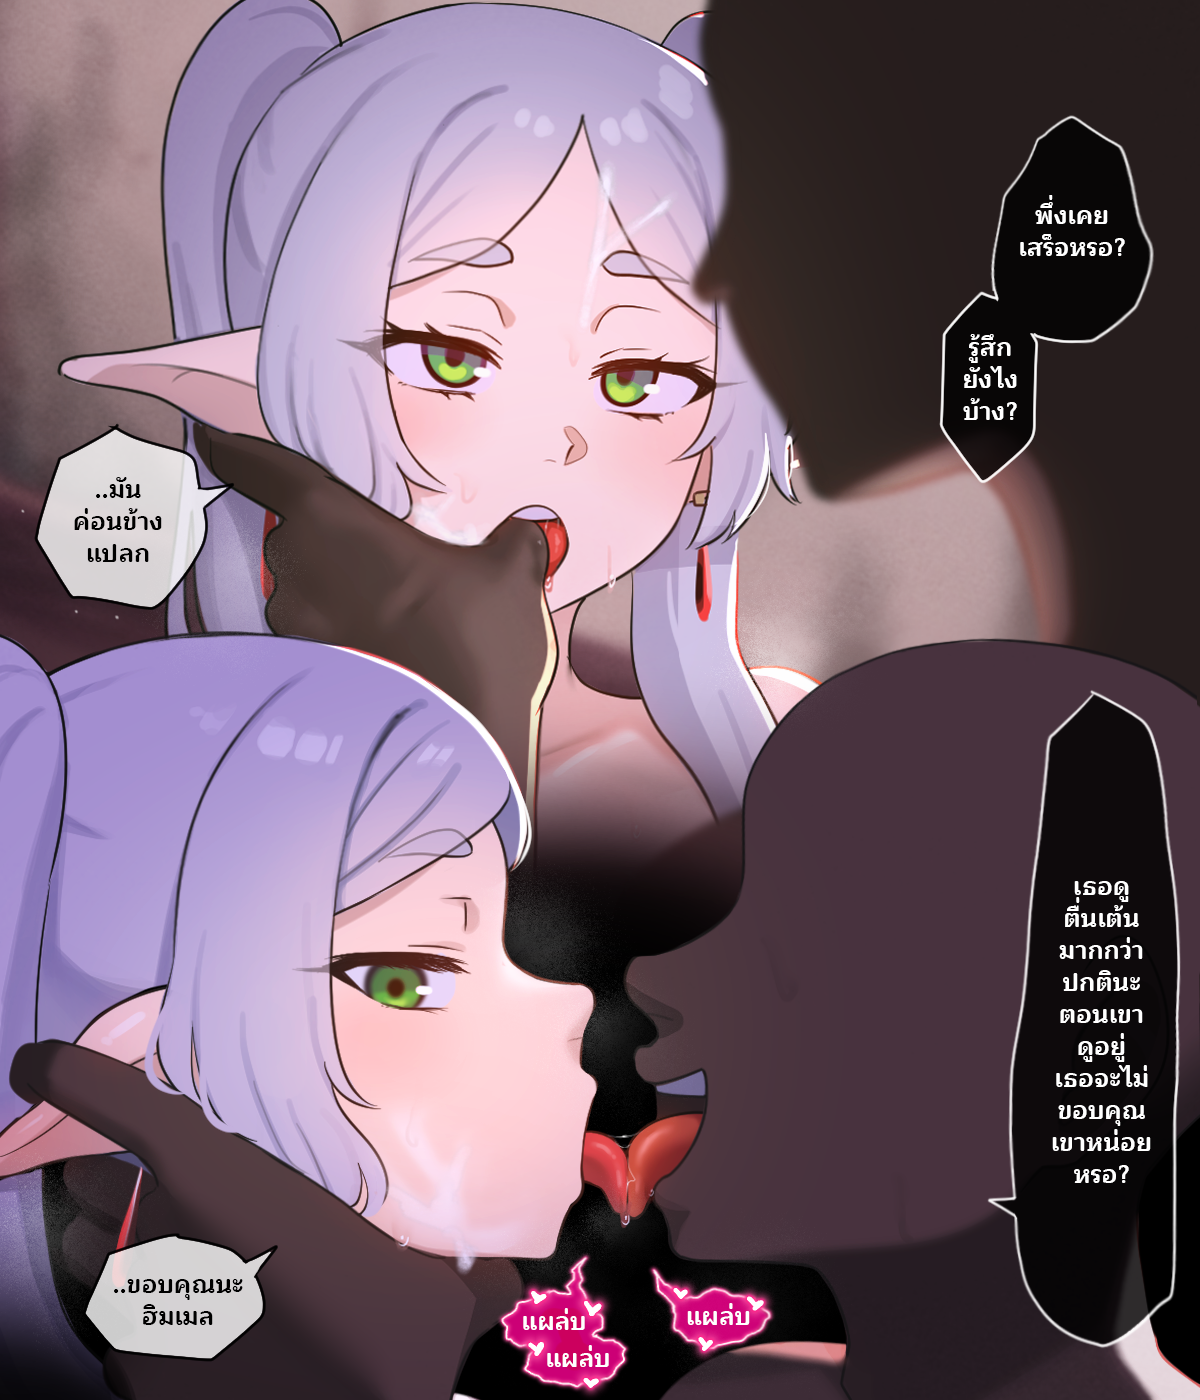 พึ่งเคย
เสร็จหรอ?
รู้สึก
ยังไง
บ้าง?
..มัน
ค่อนข้าง
แปลก
เธอดู
ตื่นเต้น
มากกว่า
ปกตินะ
ตอนเขา
ดูอยู่
เธอจะไม่
ขอบคุณ
เขาหน่อย
หรอ?
..ขอบคุณนะ
ฮิมเมล
แผล่บ
แผล่บ
แผล่บ